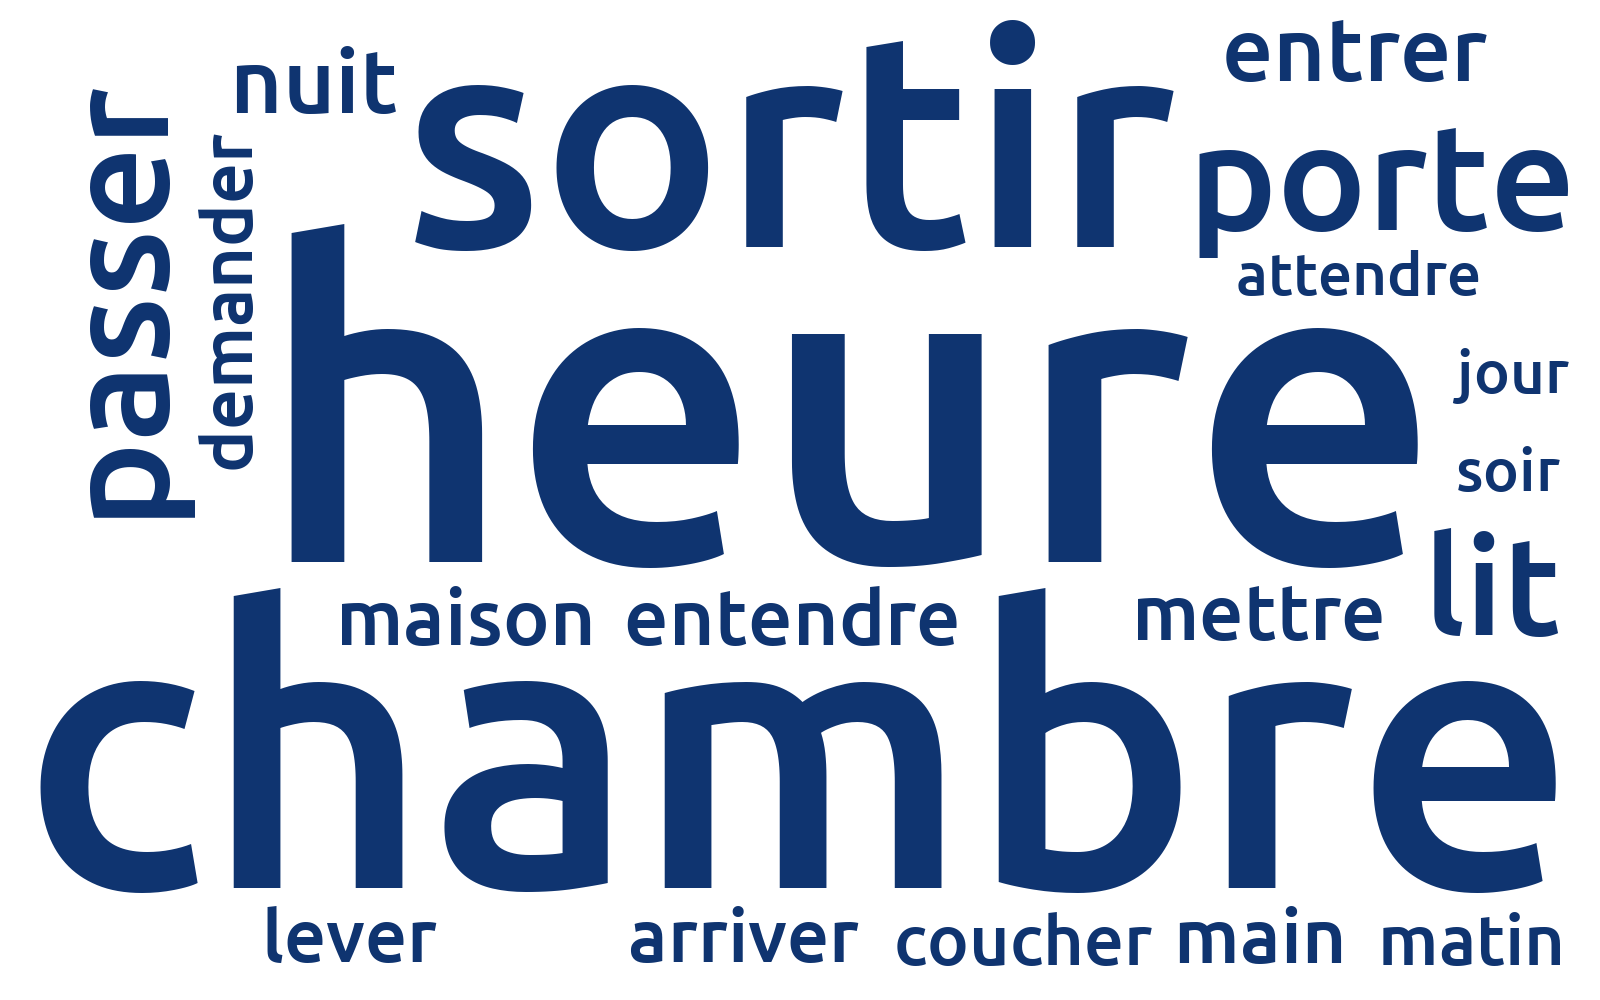 nuit
sortir
entrer
passer
demander
porte
attendre
heure
jour
soir
lit
maison entendre
mettre
chambre
lever
arriver
coucher
main
matin